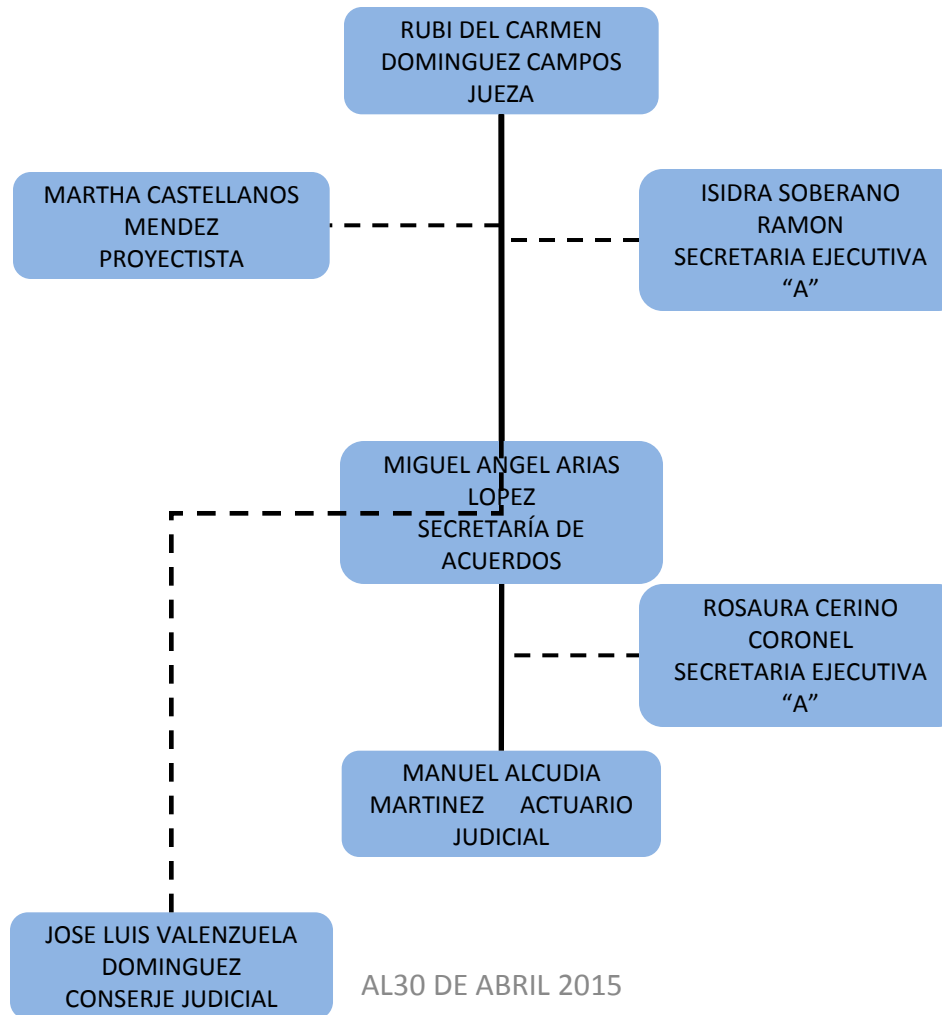 RUBI DEL CARMEN
DOMINGUEZ CAMPOS
JUEZA
MARTHA CASTELLANOS
MENDEZ
PROYECTISTA
ISIDRA SOBERANO
RAMON
SECRETARIA EJECUTIVA
“A”
MIGUEL ANGEL ARIAS
LOPEZ
SECRETARÍA DE
ACUERDOS
ROSAURA CERINO
CORONEL
SECRETARIA EJECUTIVA
“A”
MANUEL ALCUDIA
MARTINEZ ACTUARIO
JUDICIAL
JOSE LUIS VALENZUELA
DOMINGUEZ
CONSERJE JUDICIAL
AL30 DE ABRIL 2015